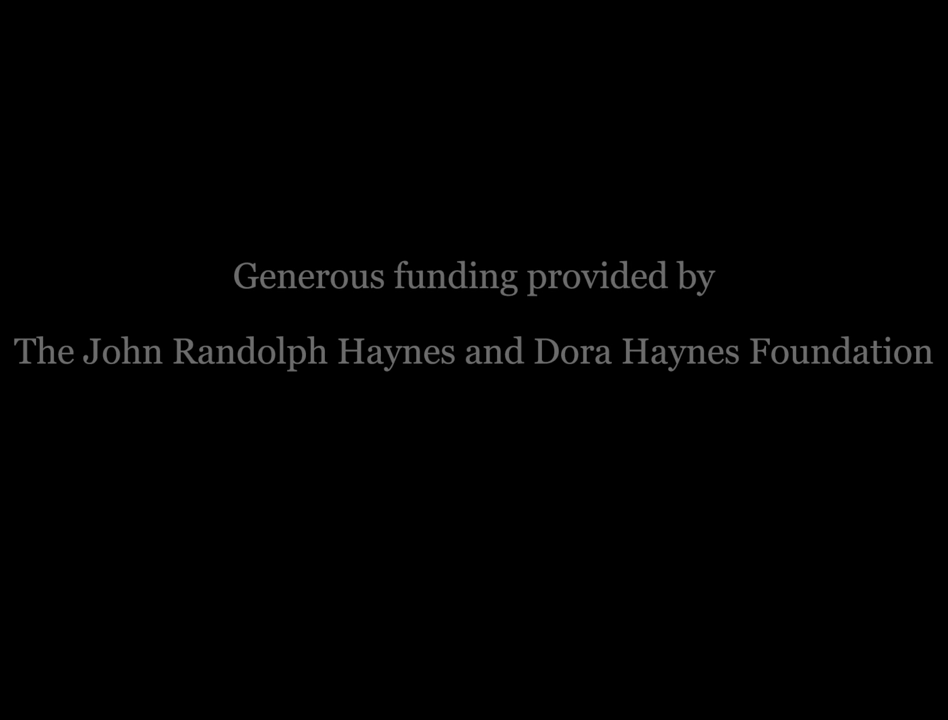 Generous funding provided by
The John Randolph Haynes and Dora Haynes Foundation